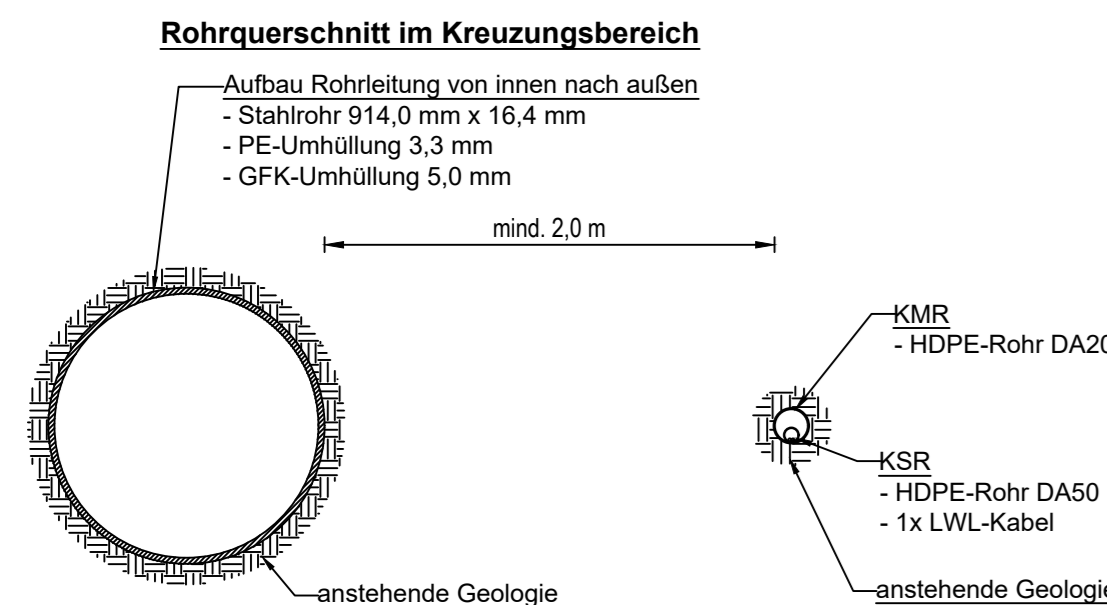 Rohrquerschnitt im Kreuzungsbereich
Aufbau Rohrleitung von innen nach außen
- Stahlrohr 914,0 mm x 16,4 mm
- PE-Umhüllung 3,3 mm
- GFK-Umhüllung 5,0 mm
mind. 2,0 m
KMR
- HDPE-Rohr
KSR
- HDPE-Rohr DA50
- 1x LWL-Kabel
anstehende Geologie
anstehende Geologie